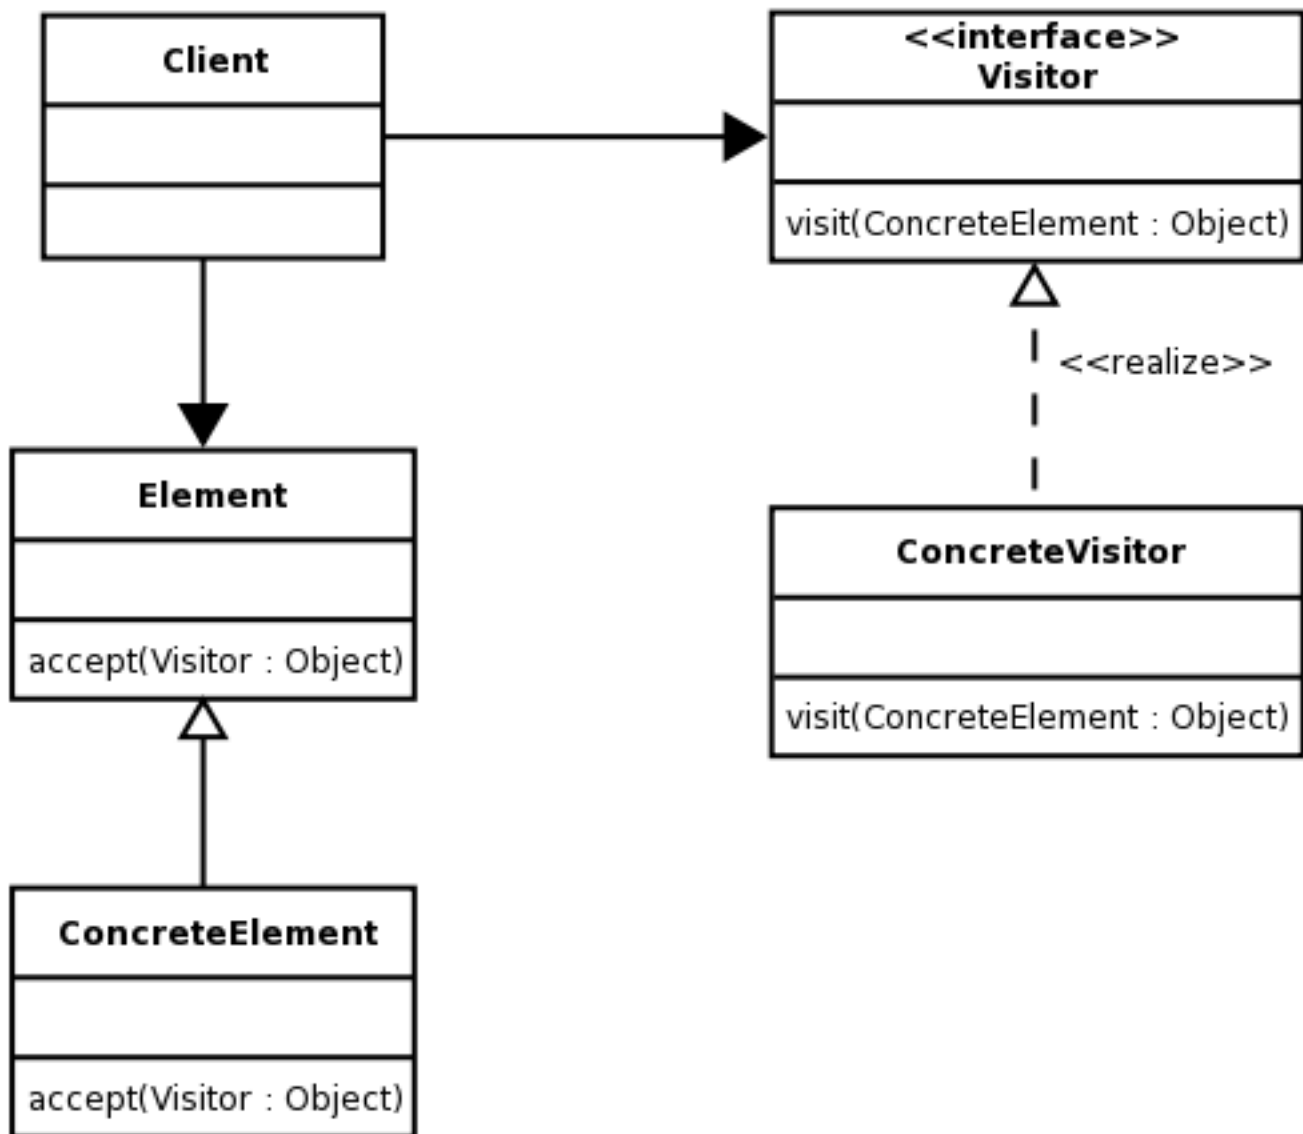 Client
<<interface>>
Visitor
visit(ConcreteElement : Object)
<<realize>>
Element
accept(Visitor : Object)
ConcreteVisitor
visit(ConcreteElement : Object)
ConcreteElement
accept(Visitor : Object)